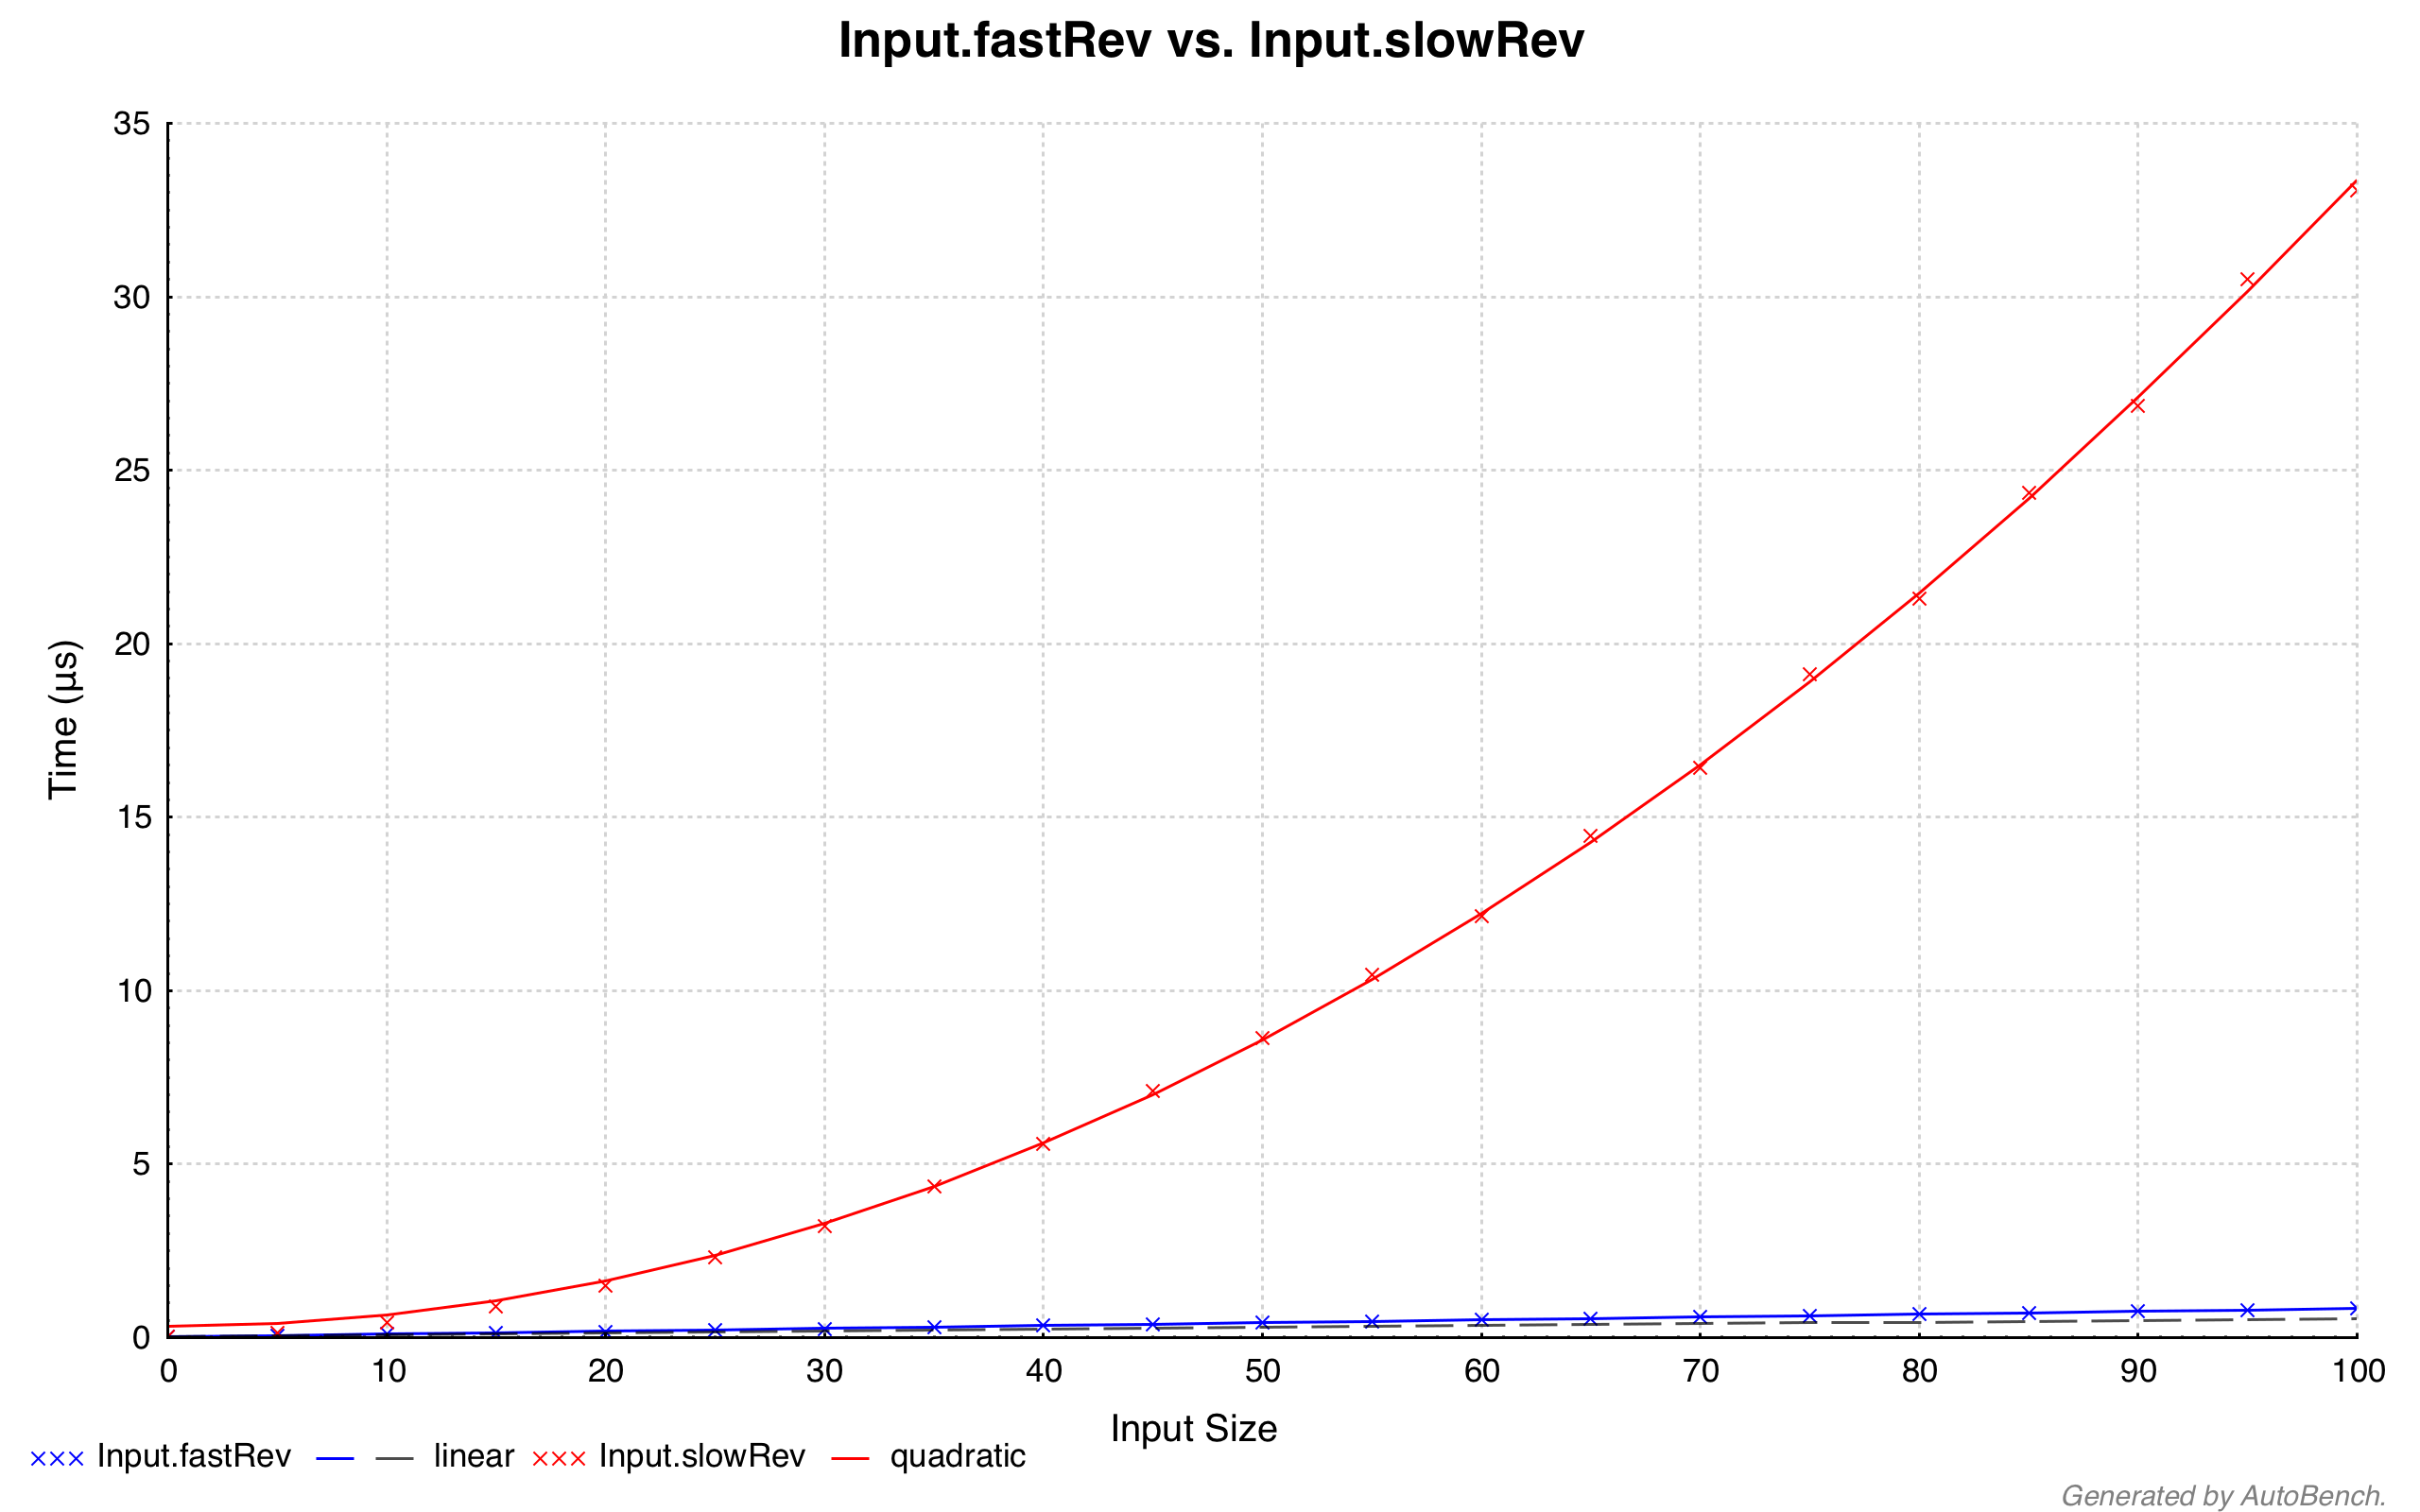 Input.fastRev vs. Input.slowRev
35
30
25
20
15
10
5
0
Time (µs)
0 10 20 30 40 50 60 70 80 90 100
Input Size
Input.fastRev linear Input.slowRev quadratic
Generated by AutoBench.